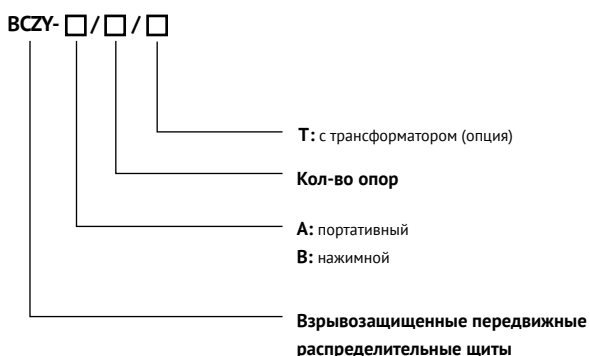 BCZY- □ / □ / □
Т: с трансформатором (опция)
Кол-во опор
А: портативный
В: нажимной
Взрывозащищенные передвижные
распределительные щиты